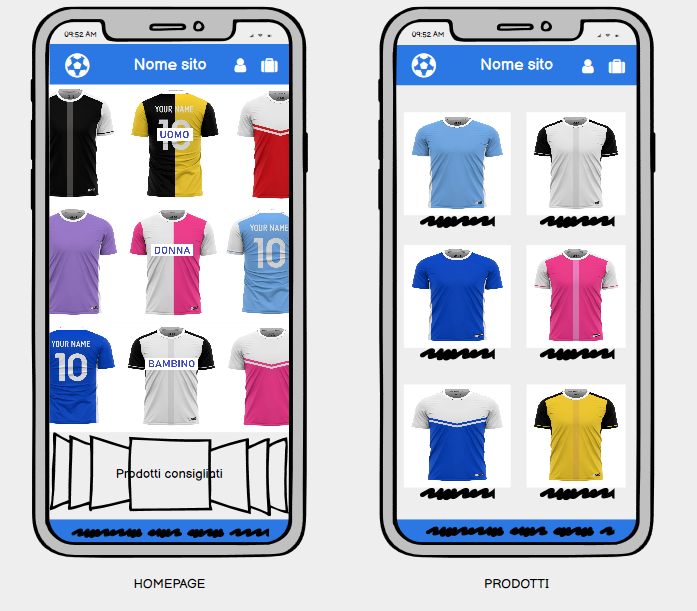 09:52 AM
Nome sito
YOUR NAME
10
UOMO
DONNA
YOUR NAME
10
YOUR NAME
10
BAMBINO
Prodotti consigliati
HOMEPAGE
09:52 AM
Nome sito
PRODOTTI